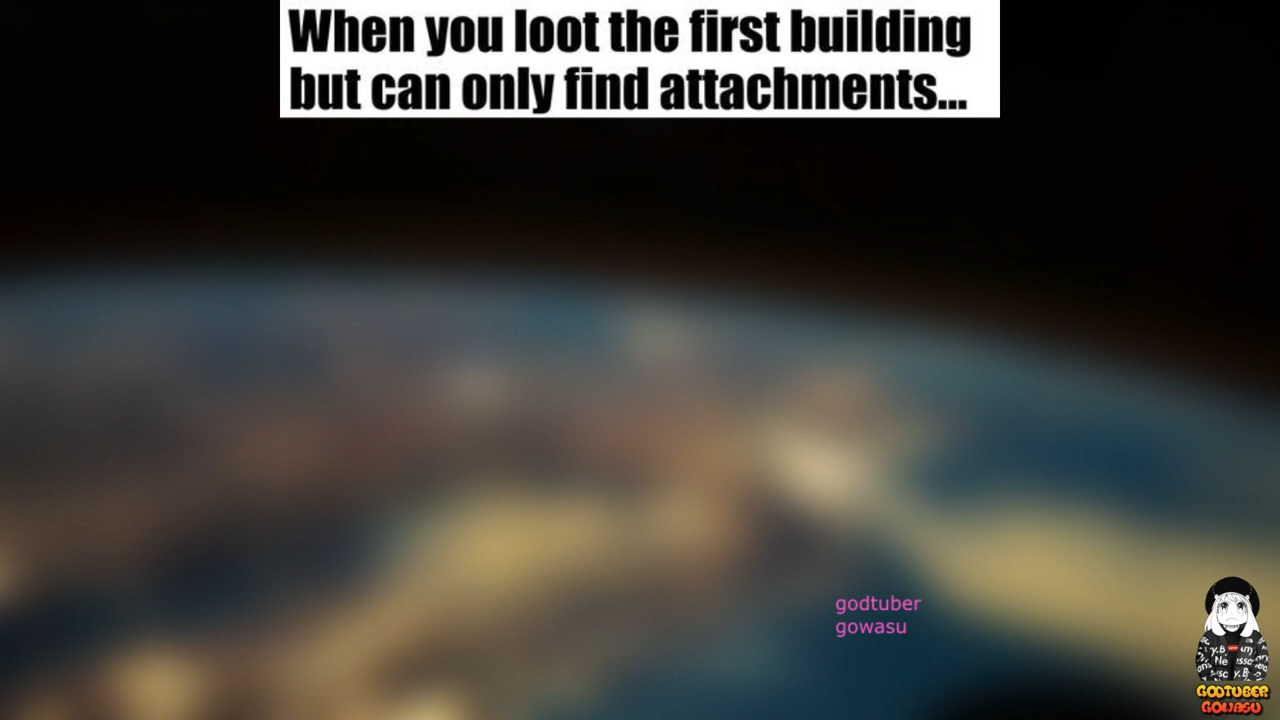 When you loot the first building
but can only find attachments...
godtuber
gowasu
GODTUBER
GOWASU